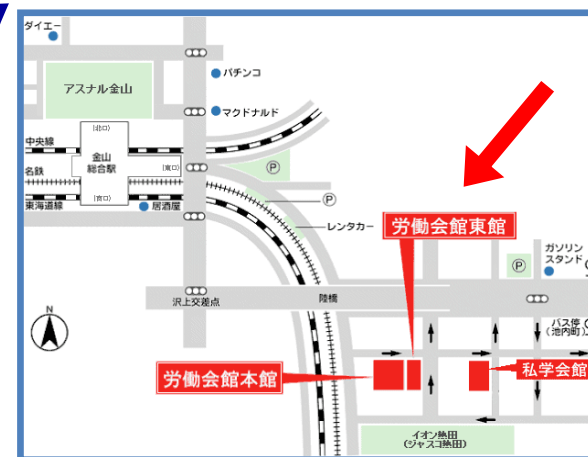 ダイエー
パチンコ
アスナル金山
マクドナルド
(北口)
中央線
金山
総合駅
(東口)
名鉄
P
(南口)
東海道線
居酒屋
P
レンタカー
労働会館東館
ガソリン
スタンド
P
N
沢上交差点
陸橋
バス停
(池内町)
労働会館本館
私学会館
イオン熱田
(ジャスコ熱田)